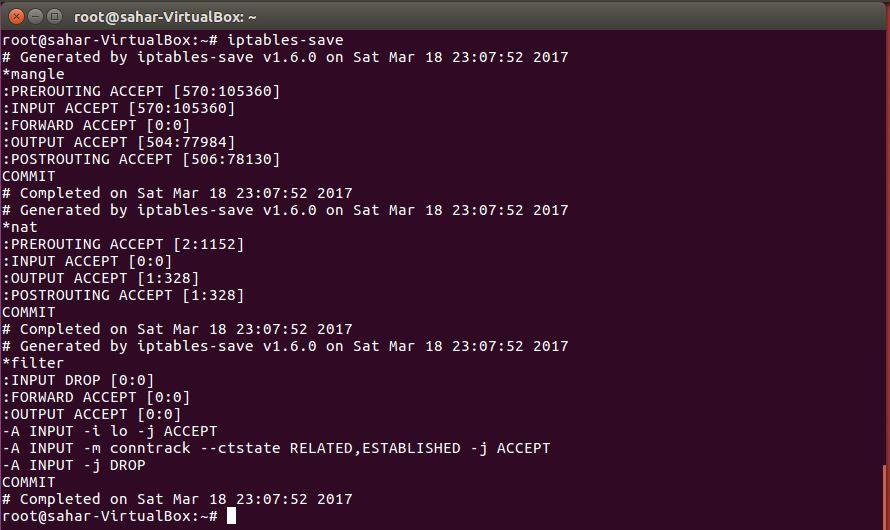 root@sahar-VirtualBox: ~
root@sahar-VirtualBox:~# iptables-save
# Generated by iptables-save v1.6.0 on Sat Mar 18 23:07:52 2017
*mangle
:PREROUTING ACCEPT [570:105360]
:INPUT ACCEPT [570:105360]
:FORWARD ACCEPT [0:0]
:OUTPUT ACCEPT [504:77984]
:POSTROUTING ACCEPT [506:78130]
COMMIT
# Completed on Sat Mar 18 23:07:52 2017
# Generated by iptables-save v1.6.0 on Sat Mar 18 23:07:52 2017
*nat
:PREROUTING ACCEPT [2:1152]
:INPUT ACCEPT [0:0]
:OUTPUT ACCEPT [1:328]
:POSTROUTING ACCEPT [1:328]
COMMIT
# Completed on Sat Mar 18 23:07:52 2017
# Generated by iptables-save v1.6.0 on Sat Mar 18 23:07:52 2017
*filter
:INPUT DROP [0:0]
:FORWARD ACCEPT [0:0]
:OUTPUT ACCEPT [0:0]
-A INPUT -i lo -j ACCEPT
-A INPUT -m conntrack --ctstate RELATED,ESTABLISHED -j ACCEPT
-A INPUT -j DROP
COMMIT
# Completed on Sat Mar 18 23:07:52 2017
root@sahar-VirtualBox:~#